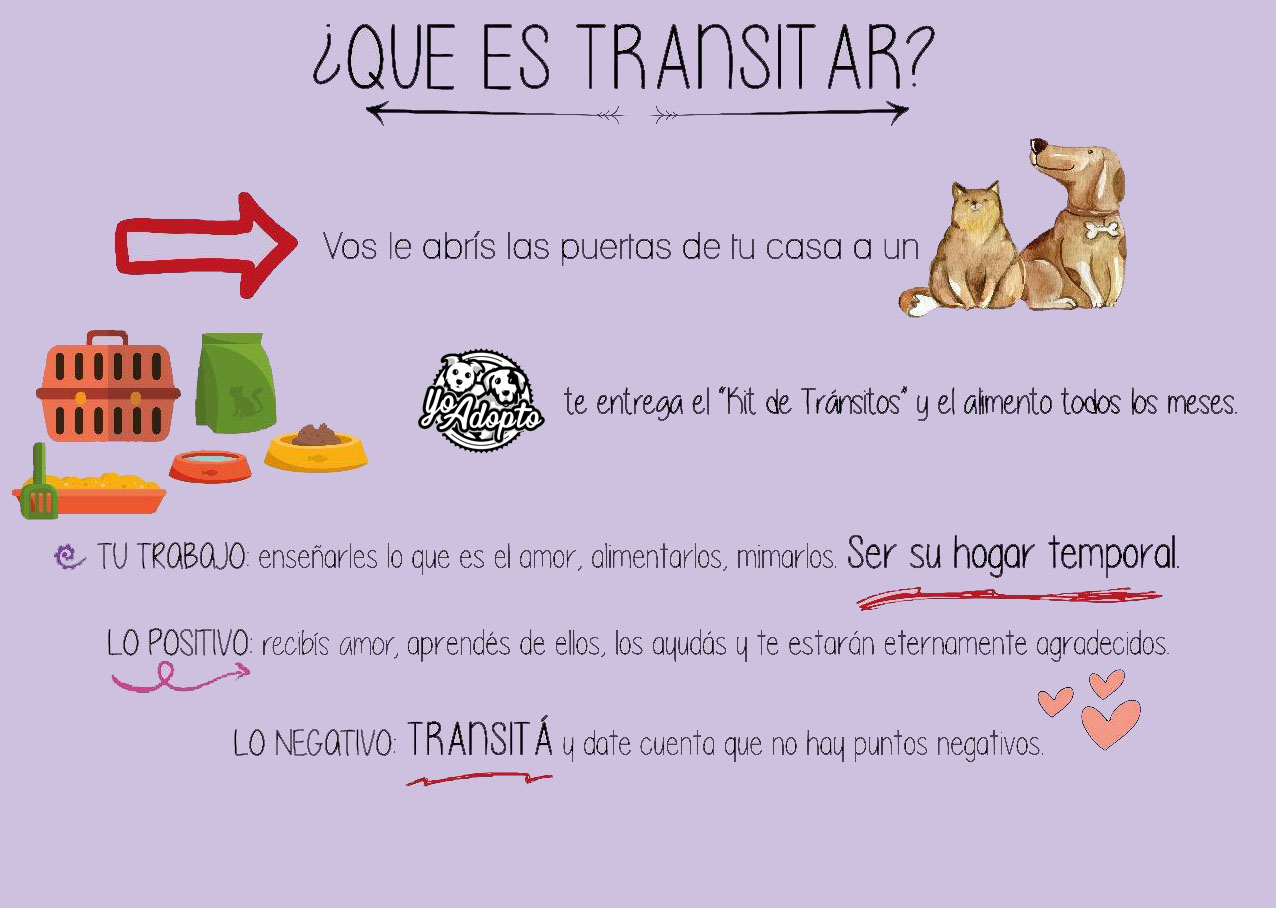 ¿QUE ES TRANSITAR?
Vos le abrís las puertas de tu casa a un
Yo Adopto
te entrega el "Kit de Tránsitos" y el alimento todos los meses.
TU TRABAJO: enseñarles lo que es el amor, alimentarlos, mimarlos. Ser su hogar temporal.
LO POSITIVO: recibís amor, aprendés de ellos, los ayudás y te estarán eternamente agradecidos.
LO NEGATIVO: TRANSITÁ y date cuenta que no hay puntos negativos.